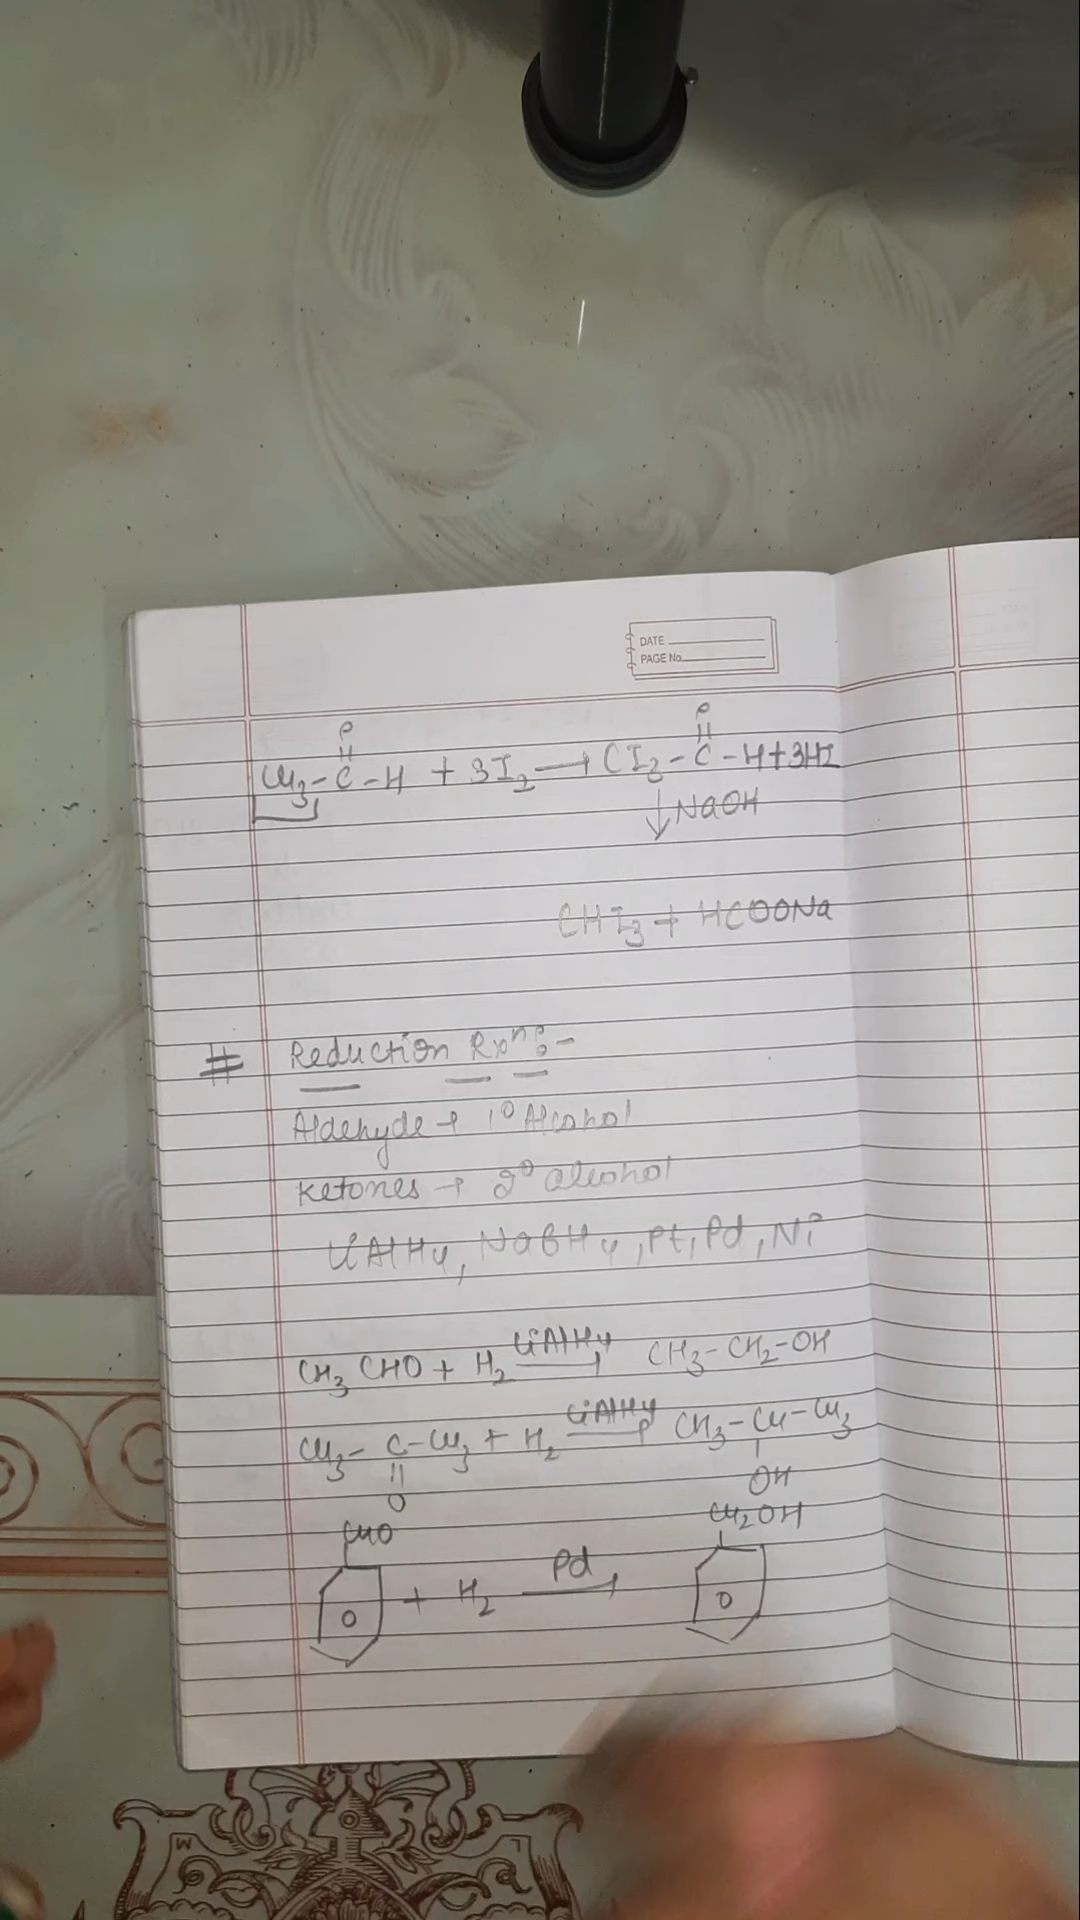 DATE
PAGE No.
O
||
CH3-C-H + 3I2 → CI3-C-H+3HI
↓NaOH
CHI3 + HCOONa
# Reduction Rxn :-
Aldehyde → 1° Alcohol
Ketones → 2° alcohol
LiAlH4, NaBH4, Pt, Pd, Ni
CH3 CHO + H2 LiAlH4 → CH3-CH2-OH
CH3-C-CH3 + H2 LiAlH4 → CH3-CH-CH3
||
O
OH
CHO
CH2OH
+ H2 Pd →
M
L